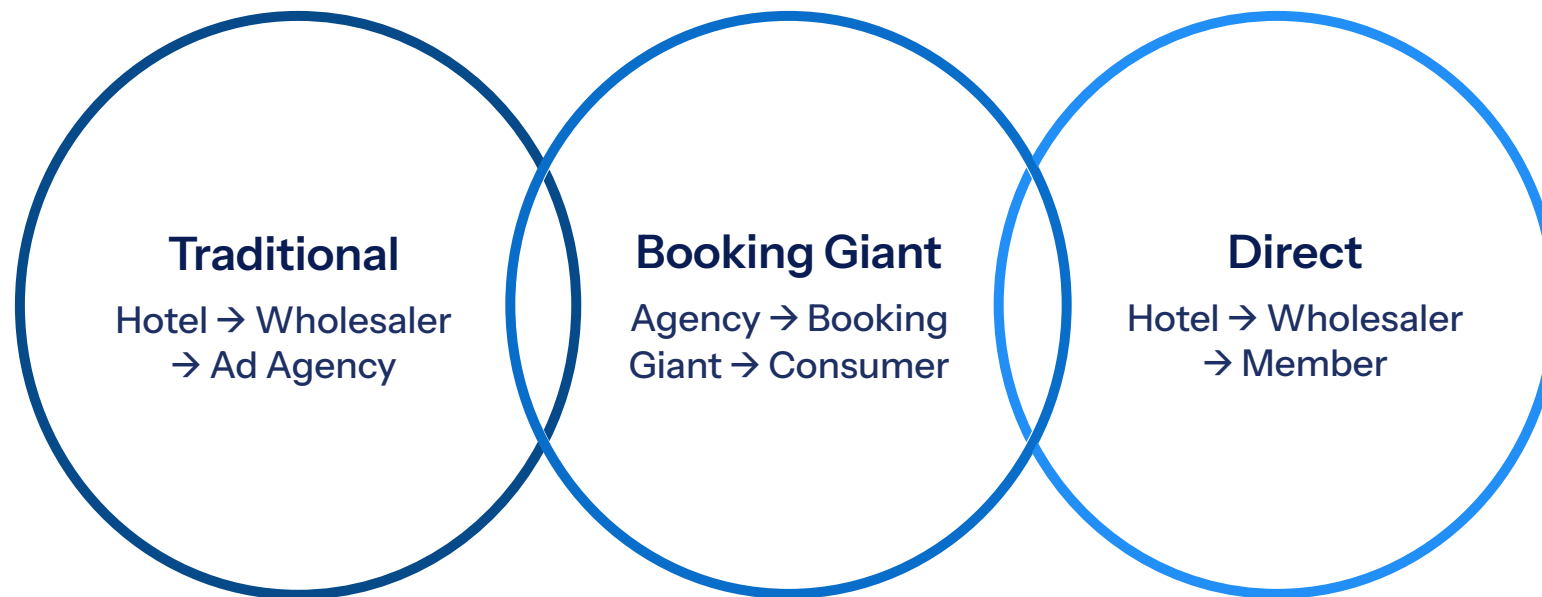 Traditional
Hotel → Wholesaler
→ Ad Agency
Booking Giant
Agency → Booking
Giant → Consumer
Direct
Hotel → Wholesaler
→ Member